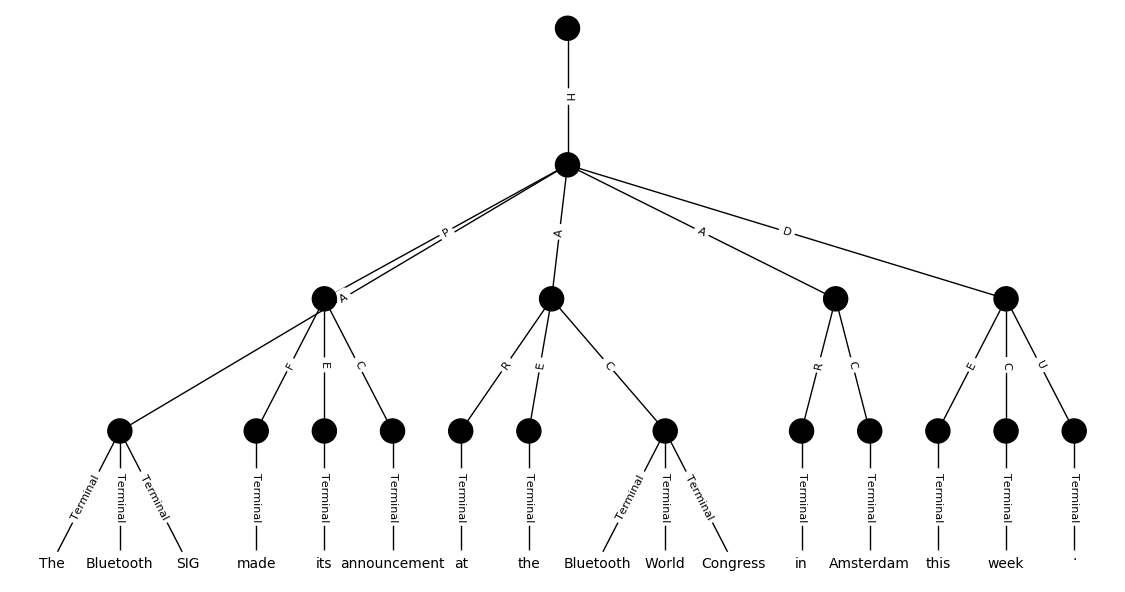 H
P
A
A
D
A
F
E
C
R
E
C
R
C
E
C
U
Terminal Terminal Terminal Terminal Terminal Terminal Terminal Terminal Terminal Terminal Terminal Terminal Terminal Terminal Terminal Terminal
The Bluetooth SIG made its announcement at the Bluetooth World Congress in Amsterdam this week .